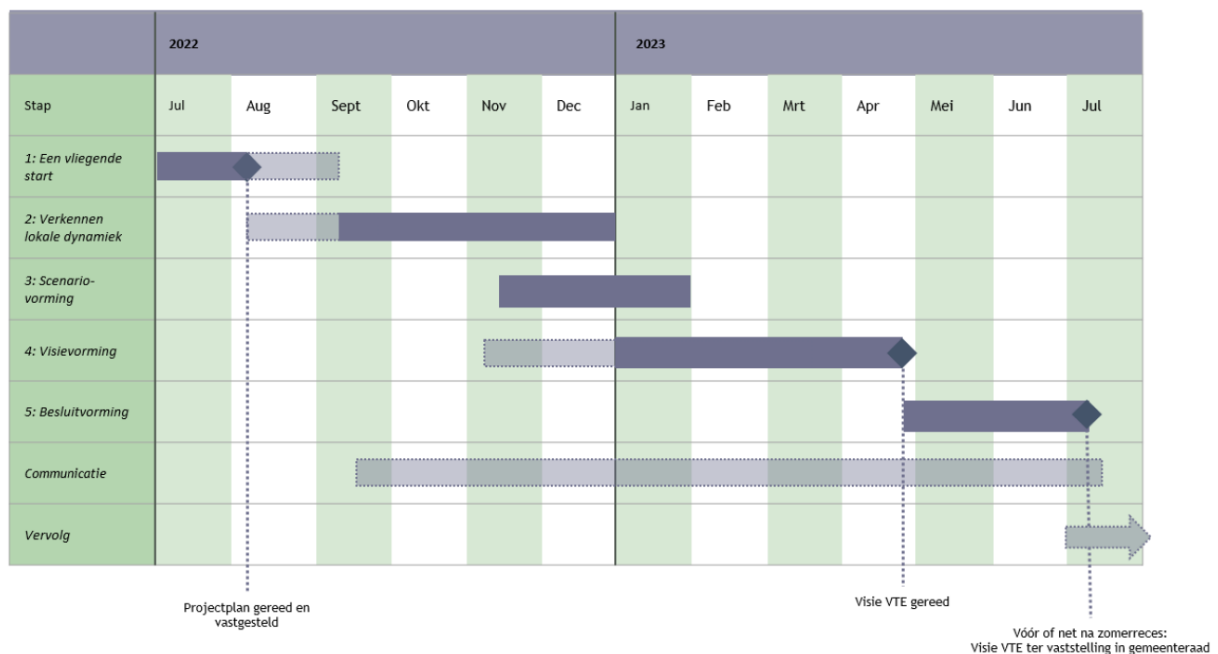 2022
2023
Stap
Jul
Aug
Sept
Okt
Nov
Dec
Jan
Feb
Mrt
Apr
Mei
Jun
Jul
1: Een vliegende
start
2: Verkennen
lokale dynamiek
3: Scenario-
vorming
4: Visievorming
5: Besluitvorming
Communicatie
Vervolg
Projectplan gereed en
vastgesteld
Visie VTE gereed
Vóór of net na zomerreces:
Visie VTE ter vaststelling in gemeenteraad